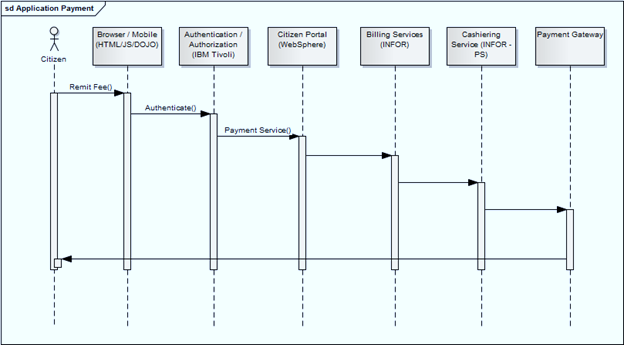 sd Application Payment
Citizen
Browser / Mobile
(HTML/JS/DOJO)
Authentication /
Authorization
(IBM Tivoli)
Citizen Portal
(WebSphere)
Billing Services
(INFOR)
Cashiering
Service (INFOR -
PS)
Payment Gateway
Remit Fee()
Authenticate()
Payment Service()